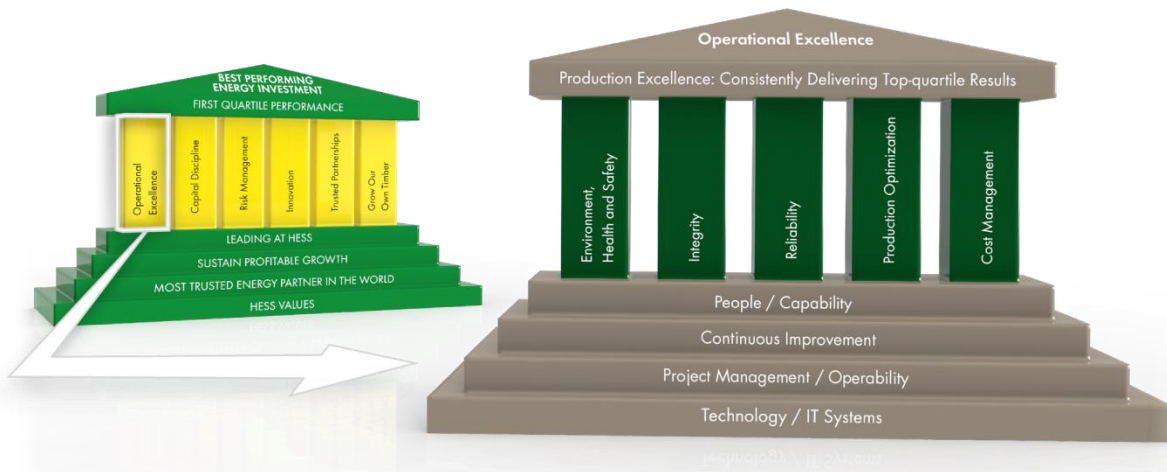 BEST PERFORMING
ENERGY INVESTMENT
FIRST QUARTILE PERFORMANCE
Operational
Excellence
Capital Discipline
Risk Management
Innovation
Trusted Partnerships
Grow Our
Own Timber
LEADING AT HESS
SUSTAIN PROFITABLE GROWTH
MOST TRUSTED ENERGY PARTNER IN THE WORLD
HESS VALUES
Operational Excellence
Production Excellence: Consistently Delivering Top-quartile Results
Environment,
Health and Safety
Integrity
Reliability
Production Optimization
Cost Management
People / Capability
Continuous Improvement
Project Management / Operability
Technology / IT Systems